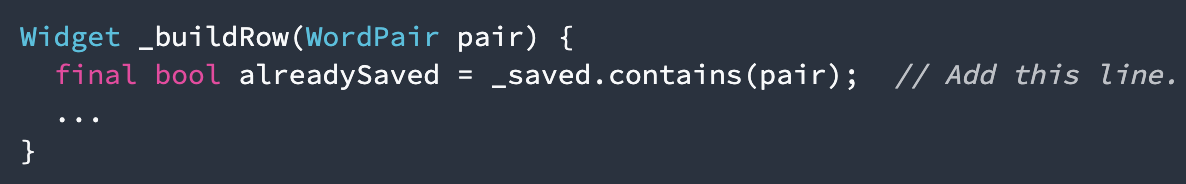 Widget _buildRow(WordPair pair) {
  final bool alreadySaved = _saved.contains(pair);  // Add this line.
  ...
}